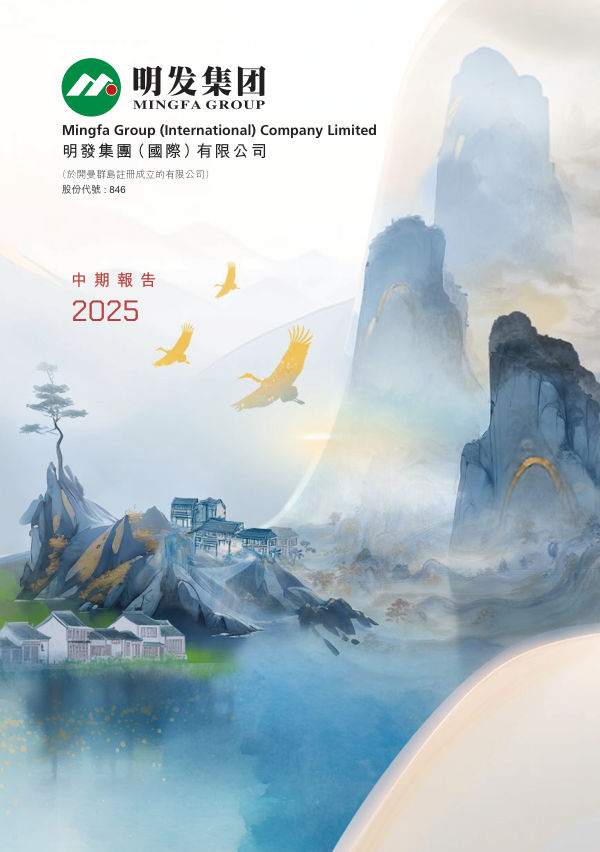 明发集团
MINGFA GROUP
Mingfa Group (International) Company Limited
明發集團（國際）有限公司
（於開曼群島註冊成立的有限公司）
股份代號：846
中期報告
2025